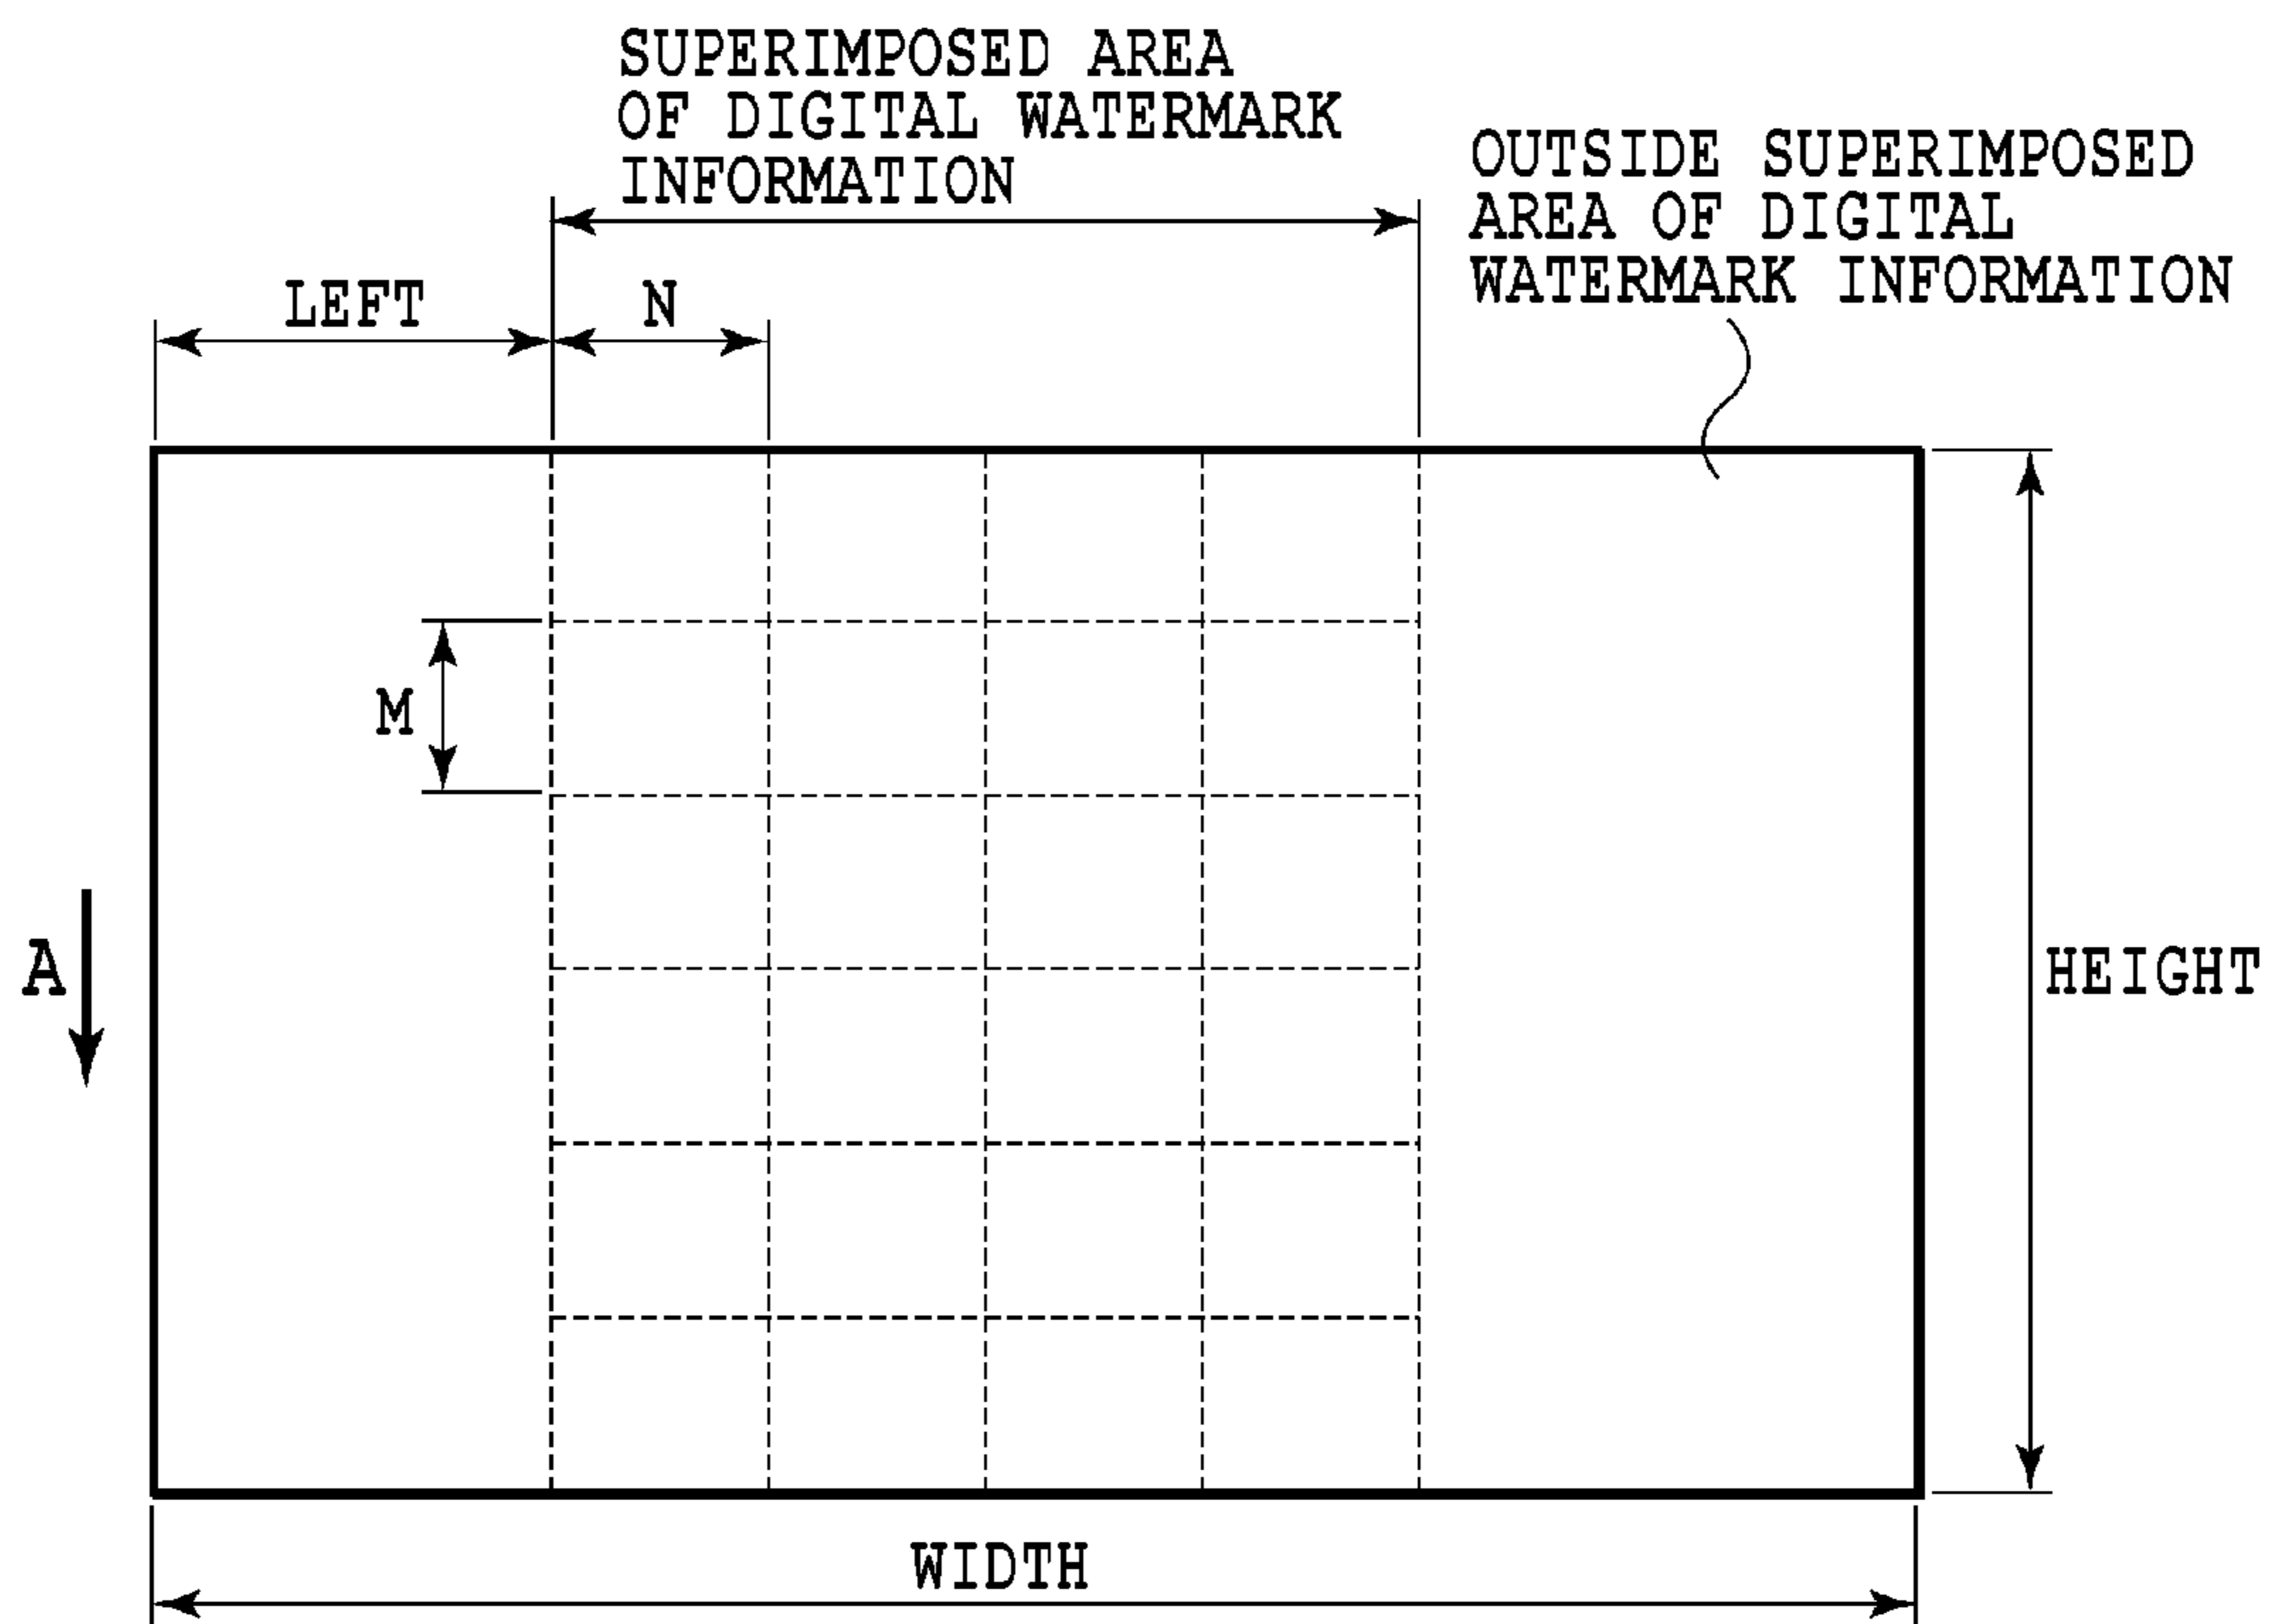 SUPERIMPOSED AREA
OF DIGITAL WATERMARK
INFORMATION
OUTSIDE SUPERIMPOSED
AREA OF DIGITAL
WATERMARK INFORMATION
LEFT
N
M
A
HEIGHT
WIDTH